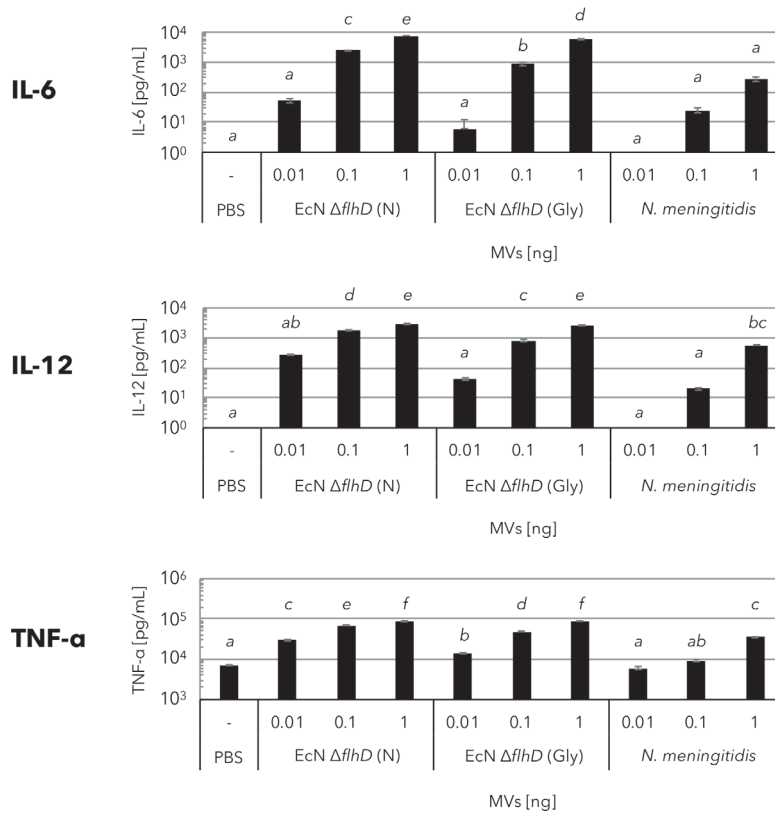 IL-6
IL-6 [pg/mL]
10⁴
10³
10²
10¹
10⁰
a a c e a b d a a a
- 0.01 0.1 1 0.01 0.1 1 0.01 0.1 1
PBS EcN ΔflhD (N) EcN ΔflhD (Gly) N. meningitidis
MVs [ng]
IL-12
IL-12 [pg/mL]
10⁴
10³
10²
10¹
10⁰
a ab d e a c e a a bc
- 0.01 0.1 1 0.01 0.1 1 0.01 0.1 1
PBS EcN ΔflhD (N) EcN ΔflhD (Gly) N. meningitidis
MVs [ng]
TNF-α
TNF-α [pg/mL]
10⁶
10⁵
10⁴
10³
a c e f b d f a ab c
- 0.01 0.1 1 0.01 0.1 1 0.01 0.1 1
PBS EcN ΔflhD (N) EcN ΔflhD (Gly) N. meningitidis
MVs [ng]